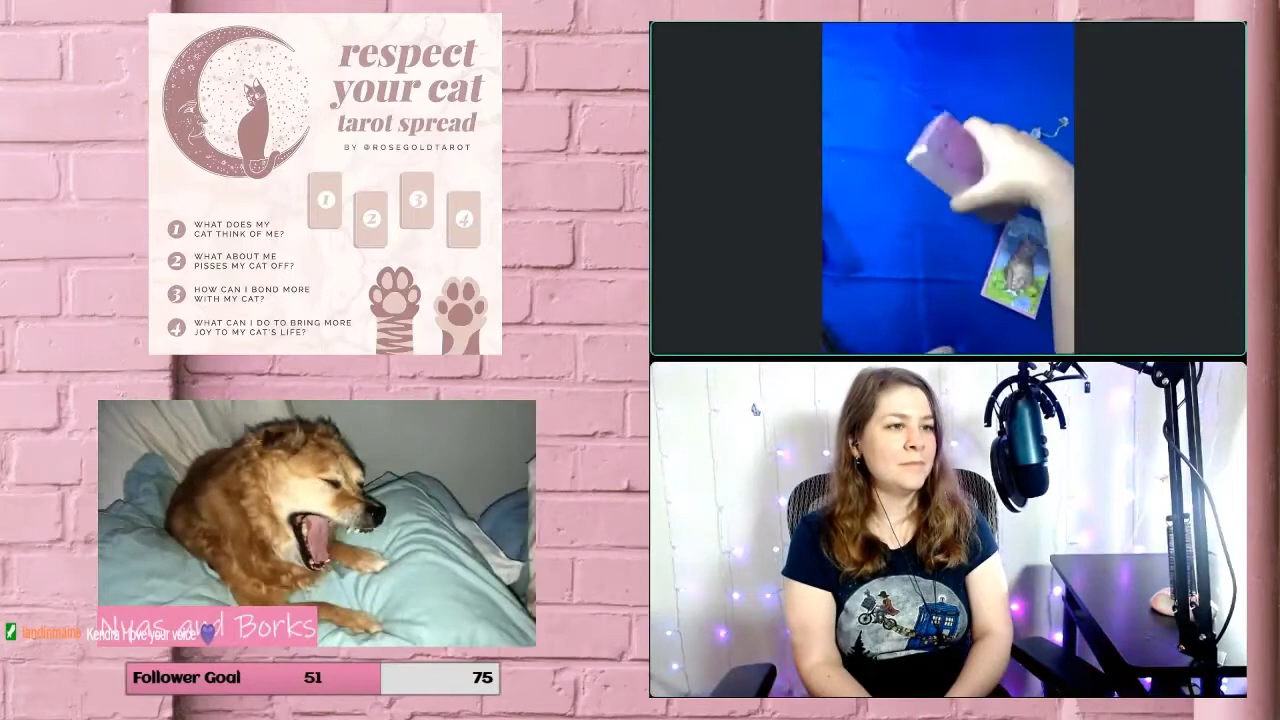 respect
your cat
tarot spread
BY @ROSEGOLDTAROT
1
2
3
4
1 WHAT DOES MY
CAT THINK OF ME?
2 WHAT ABOUT ME
PISSES MY CAT OFF?
3 HOW CAN I BOND MORE
WITH MY CAT?
4 WHAT CAN I DO TO BRING MORE
JOY TO MY CAT'S LIFE?
Nyas and Borks
landinmaine Kendra I love your voice
Follower Goal 51 75